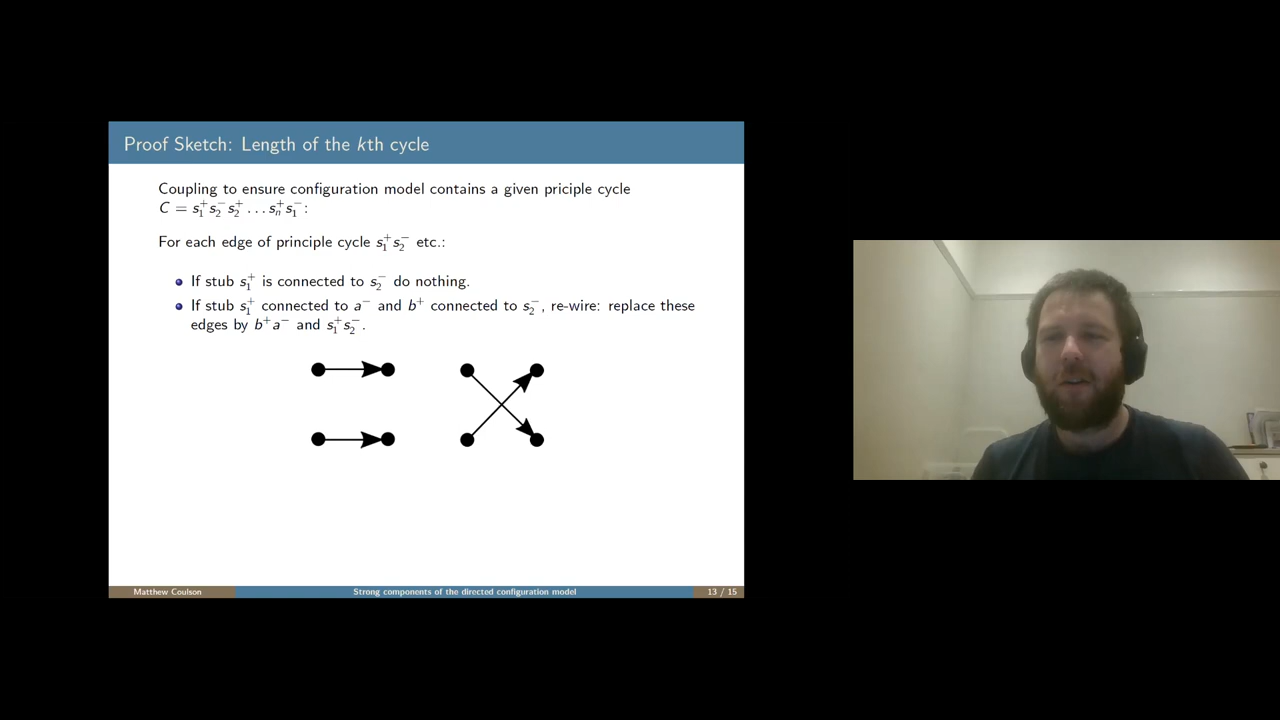 Proof Sketch: Length of the kth cycle
Coupling to ensure configuration model contains a given priciple cycle
C = s₁⁺s₂⁻s₂⁺ . . . sₙ⁺s₁⁻:
For each edge of principle cycle s₁⁺s₂⁻ etc.:
If stub s₁⁺ is connected to s₂⁻ do nothing.
If stub s₁⁺ connected to a⁻ and b⁺ connected to s₂⁻, re-wire: replace these
edges by b⁺a⁻ and s₁⁺s₂⁻.
Matthew Coulson Strong components of the directed configuration model 13 / 15